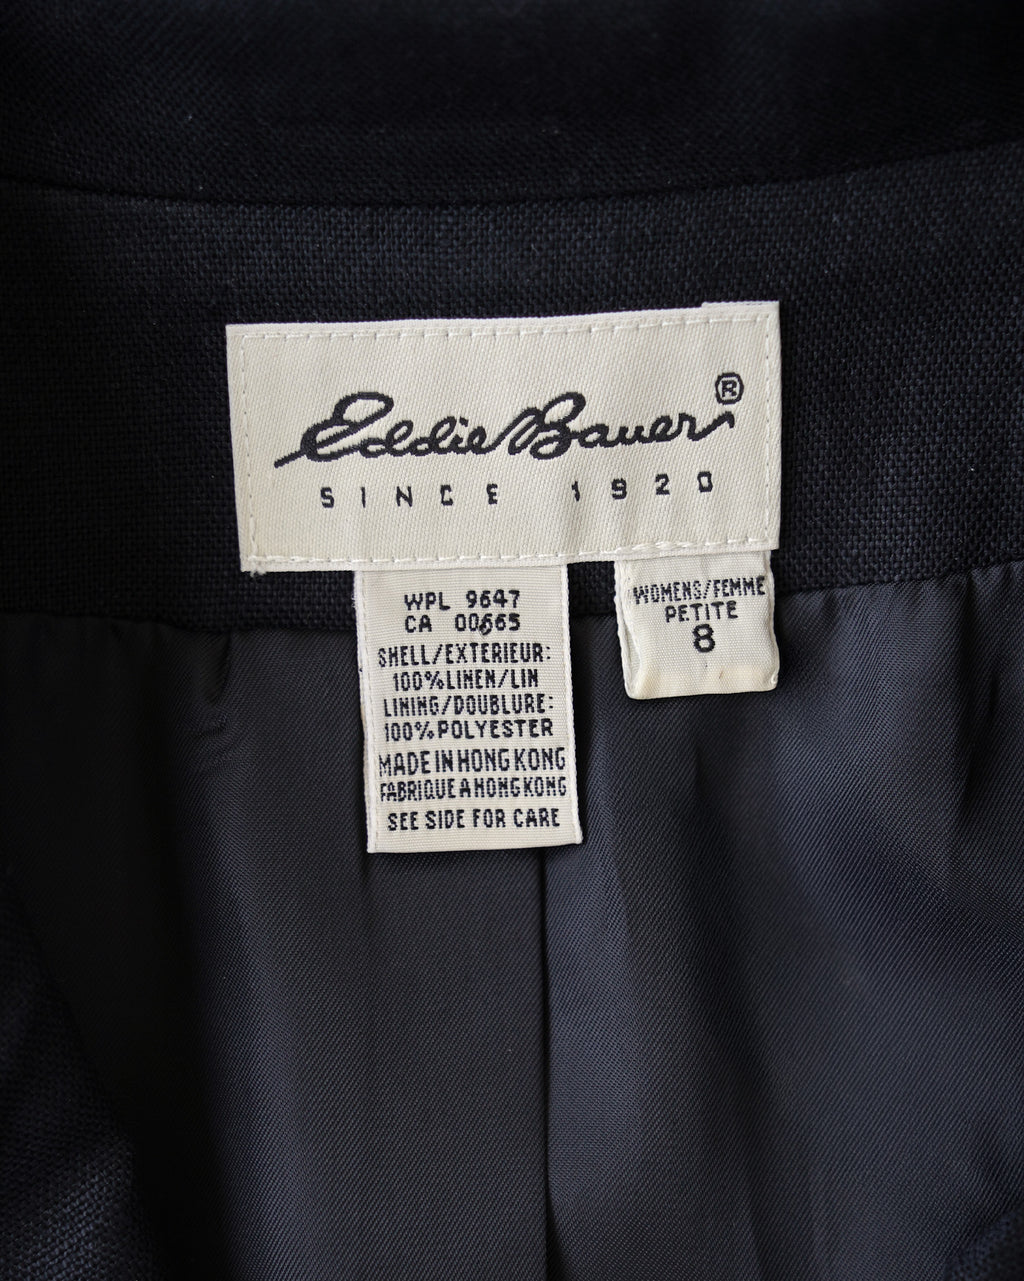 Eddie Bauer®
SINCE 1920
WPL 9647
CA 00665
SHELL/EXTERIEUR:
100% LINEN/LIN
LINING/DOUBLURE:
100% POLYESTER
MADE IN HONG KONG
FABRIQUE A HONG KONG
SEE SIDE FOR CARE
WOMENS/FEMME
PETITE
8